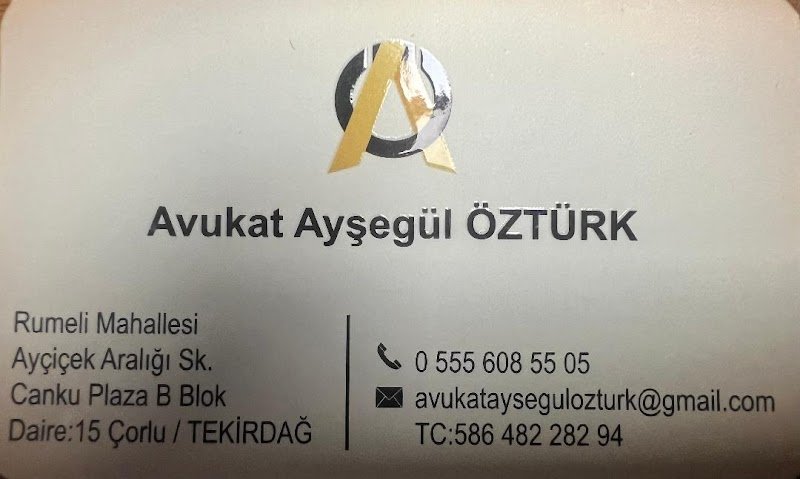 Avukat Ayşegül ÖZTÜRK
Rumeli Mahallesi
Ayçiçek Aralığı Sk.
Canku Plaza B Blok
Daire:15 Çorlu / TEKİRDAĞ
0 555 608 55 05
avukataysegulozturk@gmail.com
TC:586 482 282 94